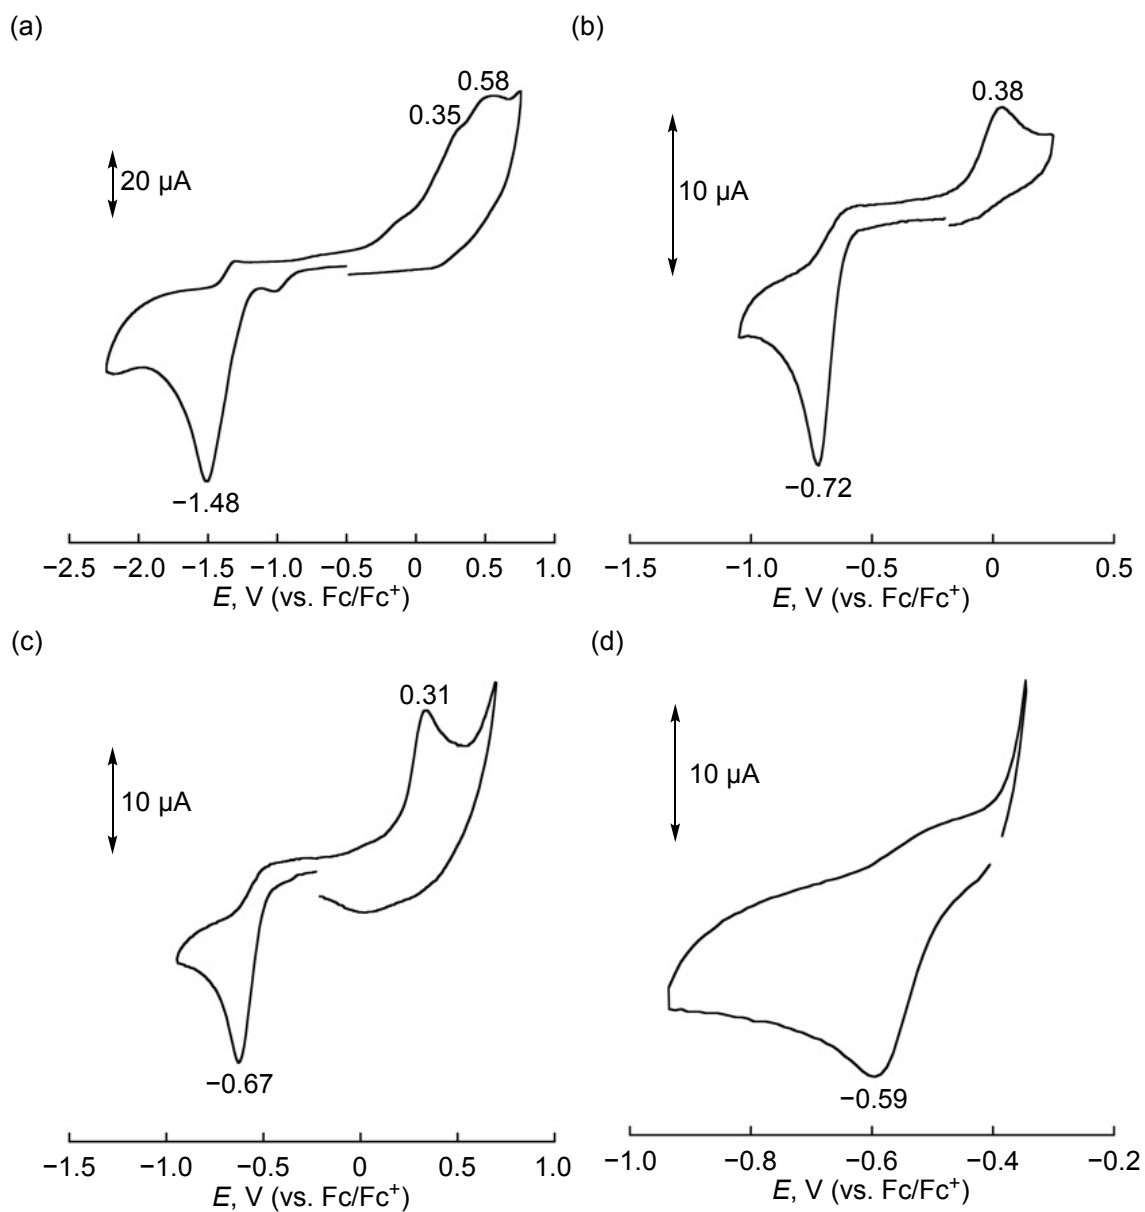 (a)
0.58
0.35
20 µA
−1.48
−2.5 −2.0 −1.5 −1.0 −0.5 0 0.5 1.0
E, V (vs. Fc/Fc⁺)
(b)
0.38
10 µA
−0.72
−1.5 −1.0 −0.5 0 0.5
E, V (vs. Fc/Fc⁺)
(c)
0.31
10 µA
−0.67
−1.5 −1.0 −0.5 0 0.5 1.0
E, V (vs. Fc/Fc⁺)
(d)
10 µA
−0.59
−1.0 −0.8 −0.6 −0.4 −0.2
E, V (vs. Fc/Fc⁺)